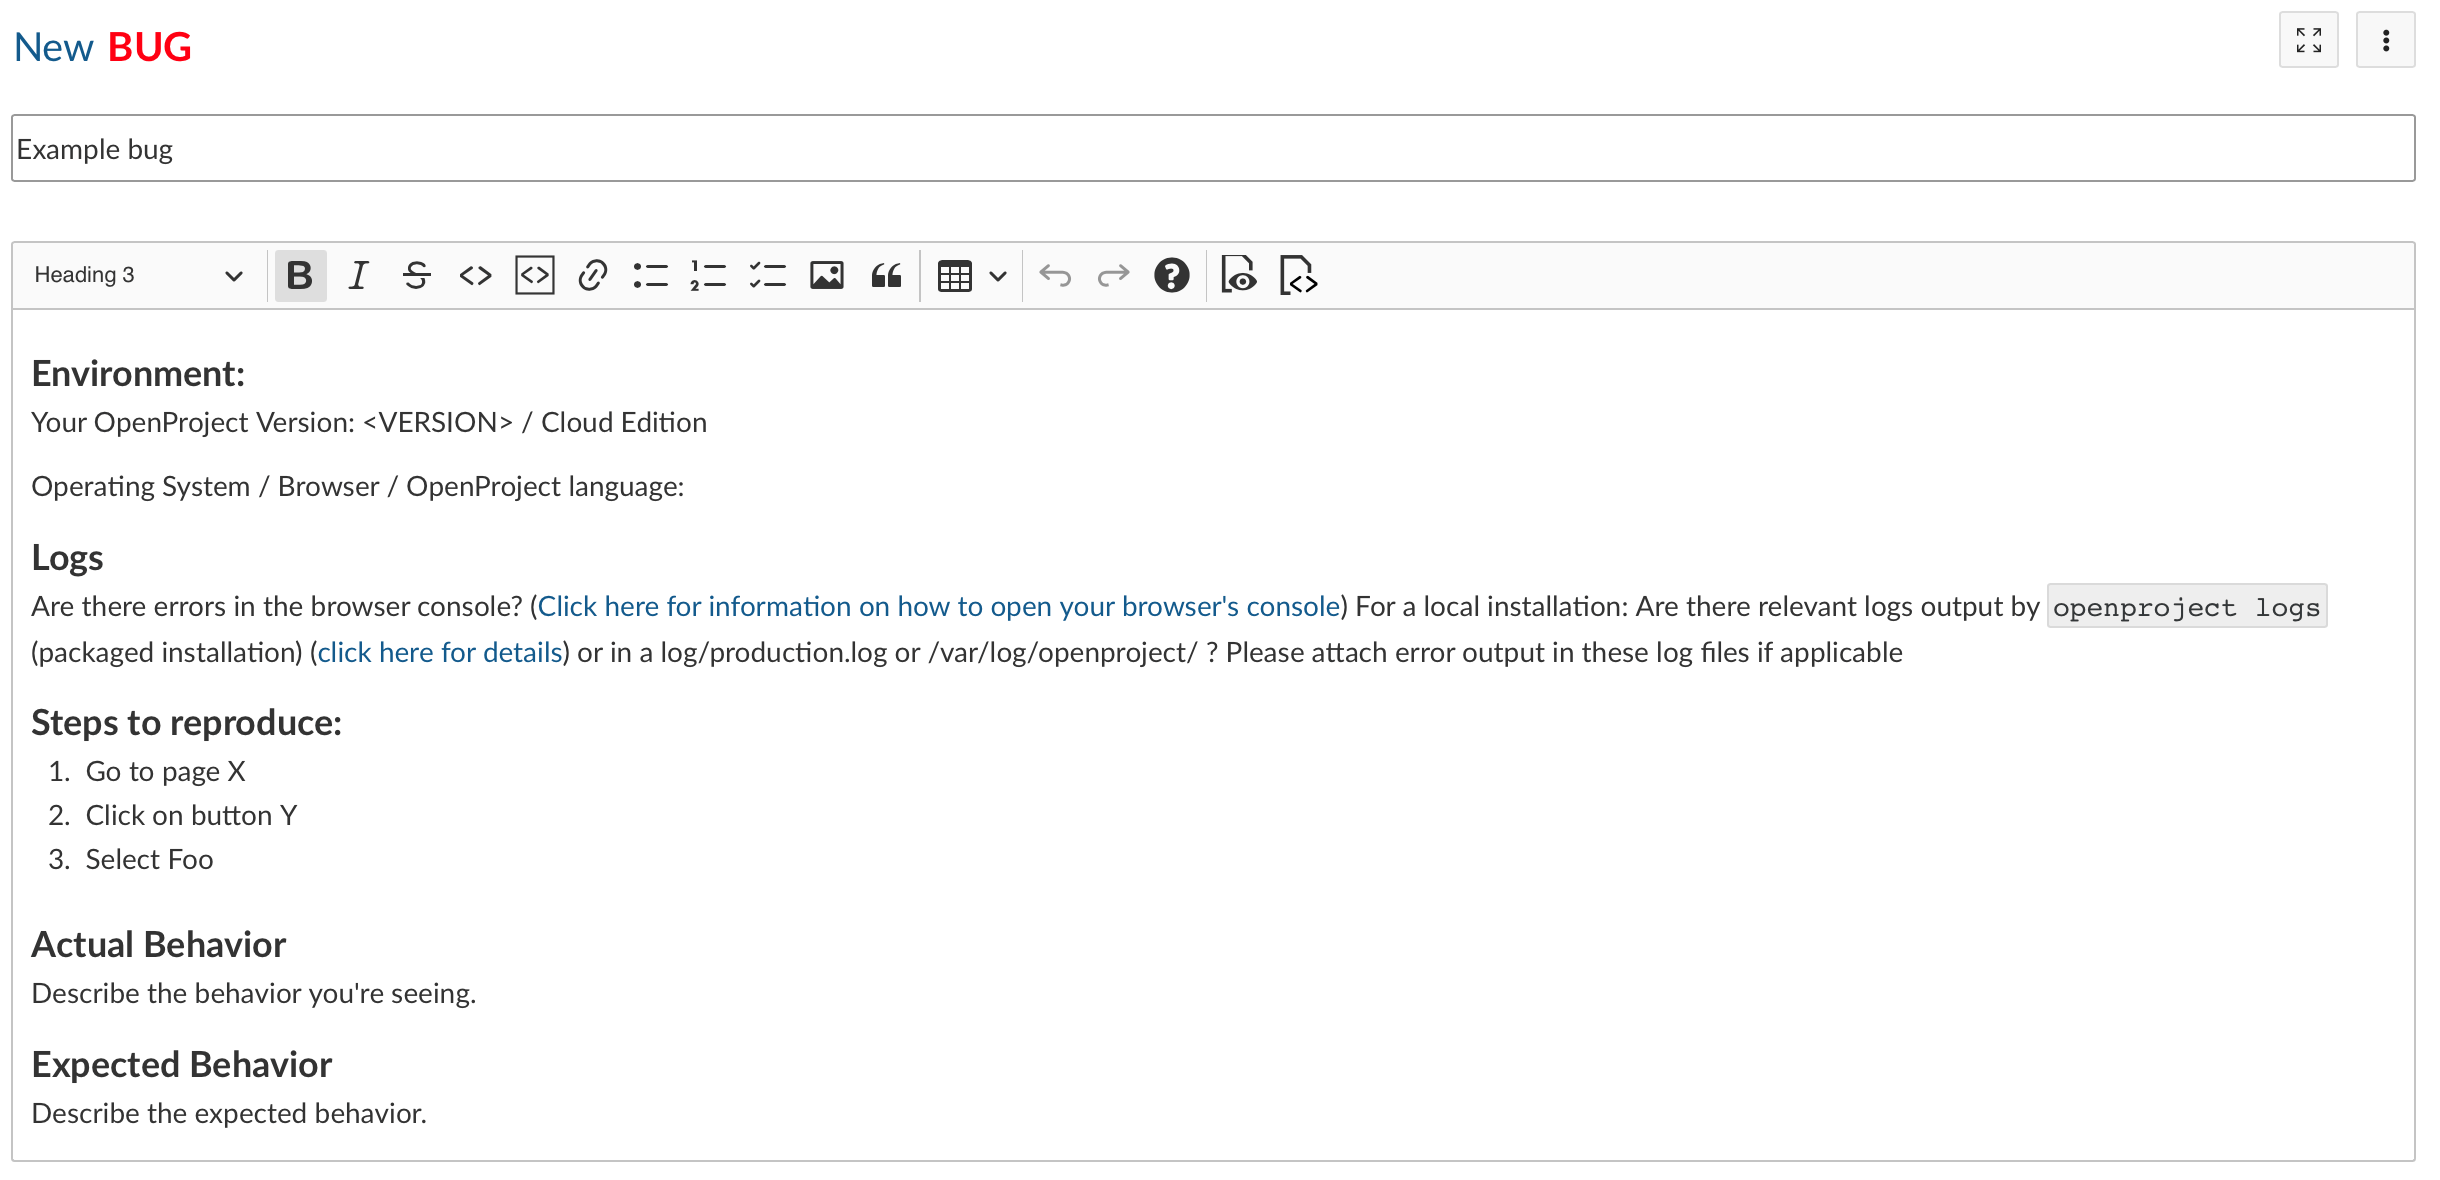 New BUG
Example bug
Heading 3
Environment:
Your OpenProject Version: <VERSION> / Cloud Edition
Operating System / Browser / OpenProject language:
Logs
Are there errors in the browser console? (Click here for information on how to open your browser's console) For a local installation: Are there relevant logs output by openproject logs
(packaged installation) (click here for details) or in a log/production.log or /var/log/openproject/ ? Please attach error output in these log files if applicable
Steps to reproduce:
1. Go to page X
2. Click on button Y
3. Select Foo
Actual Behavior
Describe the behavior you're seeing.
Expected Behavior
Describe the expected behavior.